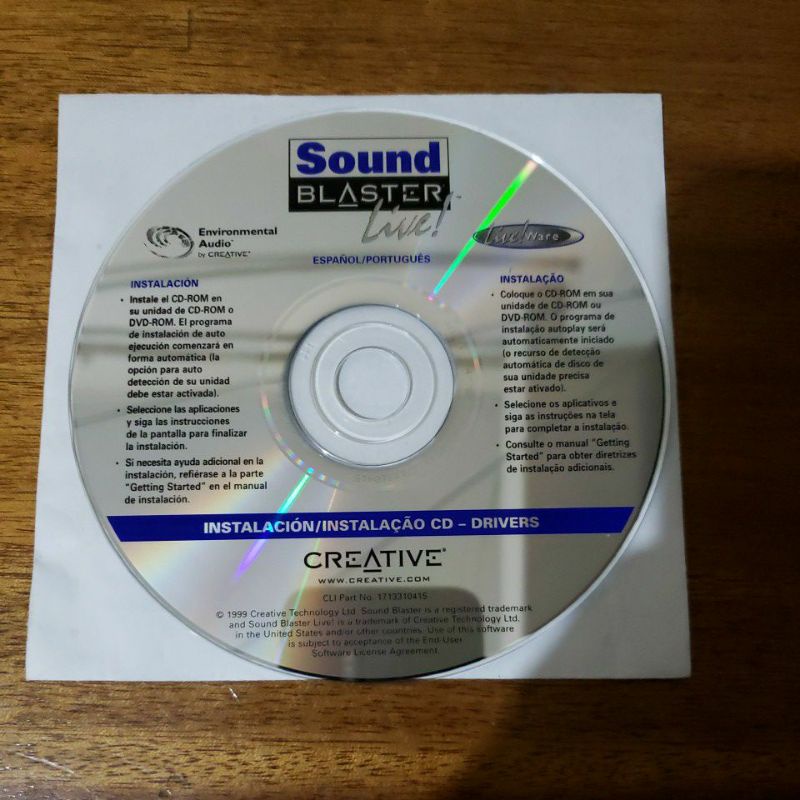 Sound
BLASTER™
Live!
Environmental
Audio™
by CREATIVE®
Live!Ware
ESPAÑOL/PORTUGUÊS
INSTALACIÓN
• Instale el CD-ROM en
su unidad de CD-ROM o
DVD-ROM. El programa
de instalación de auto
ejecución comenzará en
forma automática (la
opción para auto
detección de su unidad
debe estar activada).
• Seleccione las aplicaciones
y siga las instrucciones
de la pantalla para finalizar
la instalación.
• Si necesita ayuda adicional en la
instalación, refiérase a la parte
"Getting Started" en el manual
de instalación.
INSTALAÇÃO
• Coloque o CD-ROM em sua
unidade de CD-ROM ou
DVD-ROM. O programa de
instalação autoplay será
automaticamente iniciado
(o recurso de detecção
automática de disco de
sua unidade precisa
estar ativado).
• Selecione os aplicativos e
siga as instruções na tela
para completar a instalação.
• Consulte o manual "Getting
Started" para obter diretrizes
de instalação adicionais.
INSTALACIÓN/INSTALAÇÃO CD – DRIVERS
CREATIVE®
WWW.CREATIVE.COM
CLI Part No. 1713310415
© 1999 Creative Technology Ltd. Sound Blaster is a registered trademark
and Sound Blaster Live! is a trademark of Creative Technology Ltd.
in the United States and/or other countries. Use of this software
is subject to acceptance of the End-User
Software License Agreement.